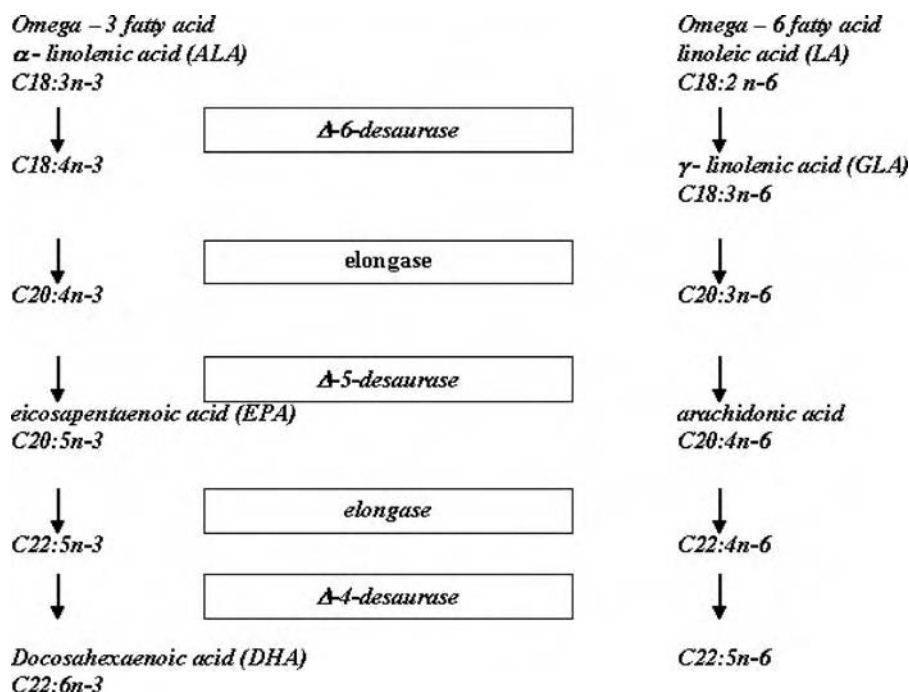 Omega – 3 fatty acid
α- linolenic acid (ALA)
C18:3n-3
Omega – 6 fatty acid
linoleic acid (LA)
C18:2 n-6
Δ-6-desaurase
C18:4n-3
γ- linolenic acid (GLA)
C18:3n-6
elongase
C20:4n-3
C20:3n-6
Δ-5-desaurase
eicosapentaenoic acid (EPA)
C20:5n-3
arachidonic acid
C20:4n-6
elongase
C22:5n-3
C22:4n-6
Δ-4-desaurase
Docosahexaenoic acid (DHA)
C22:6n-3
C22:5n-6